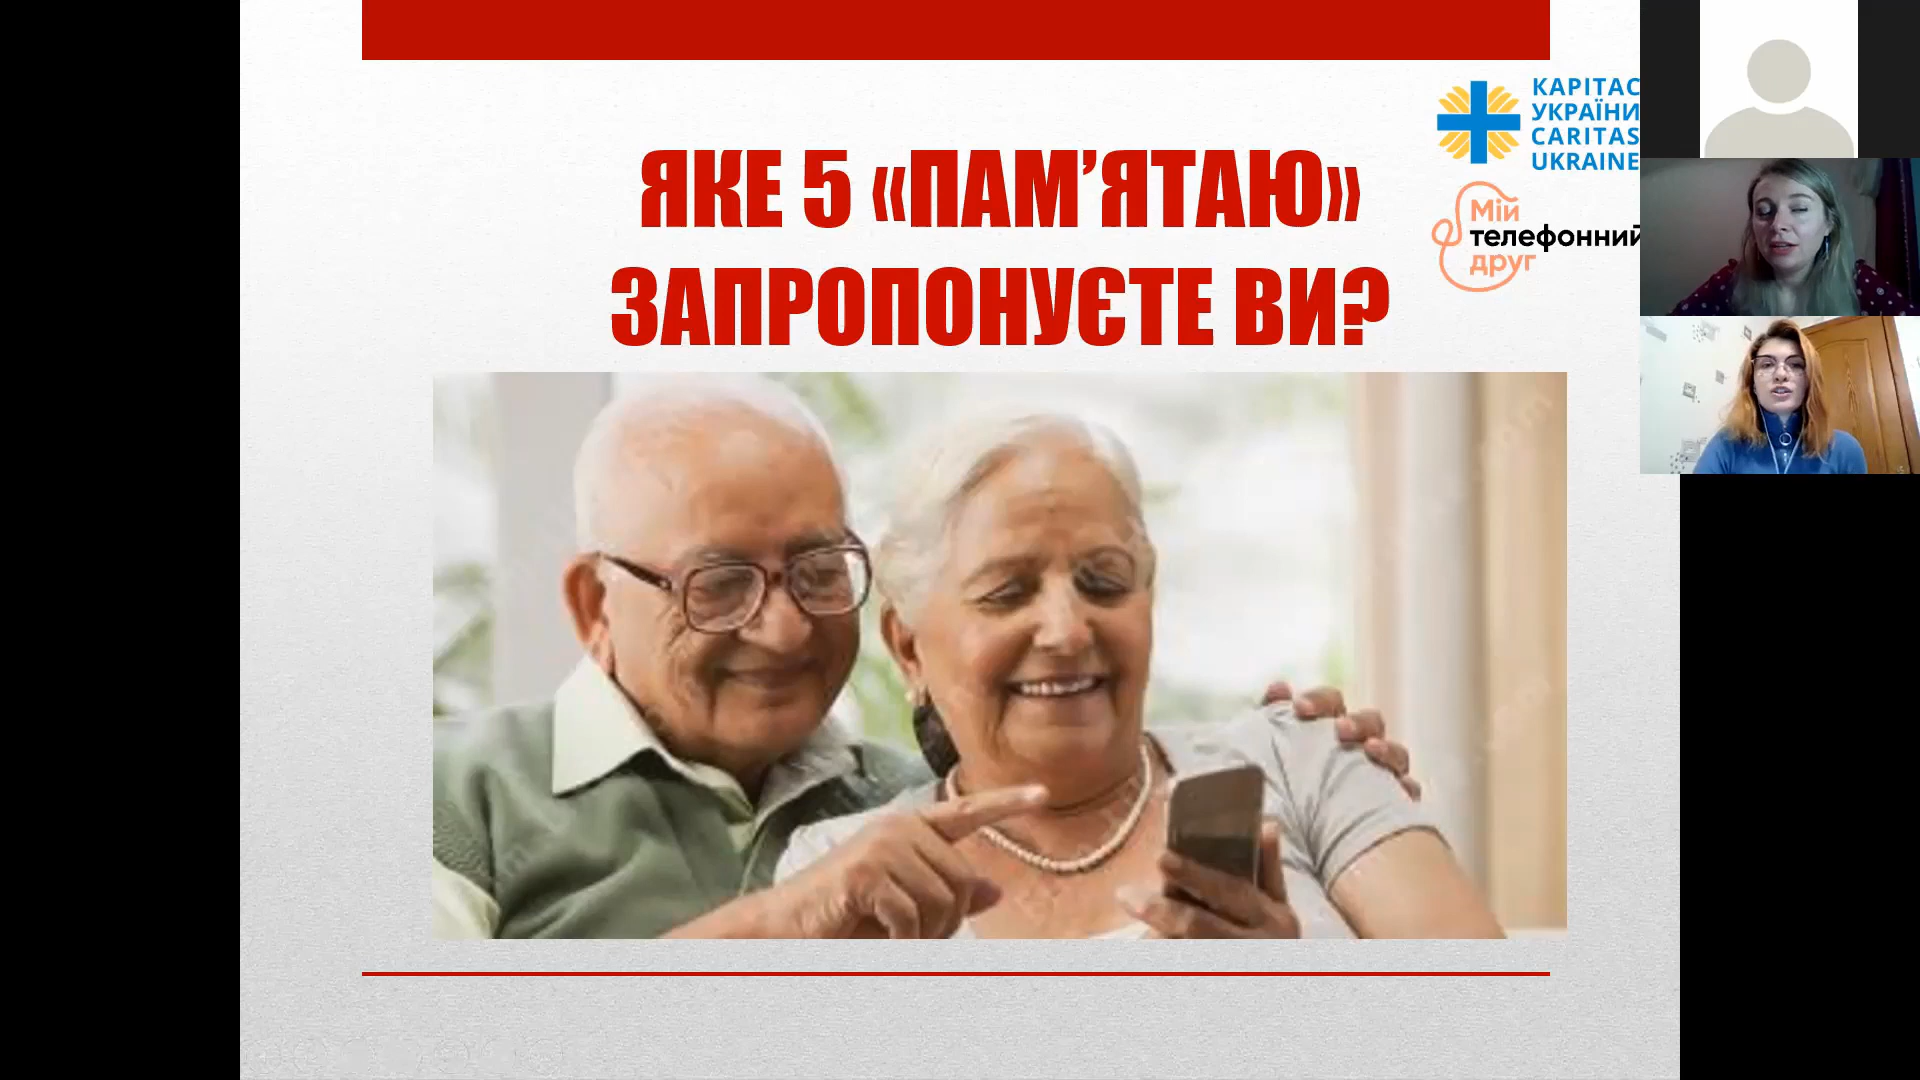 КАРІТАС
УКРАЇНИ
CARITAS
UKRAINE
Мій
телефонний
друг
ЯКЕ 5 «ПАМ’ЯТАЮ»
ЗАПРОПОНУЄТЕ ВИ?